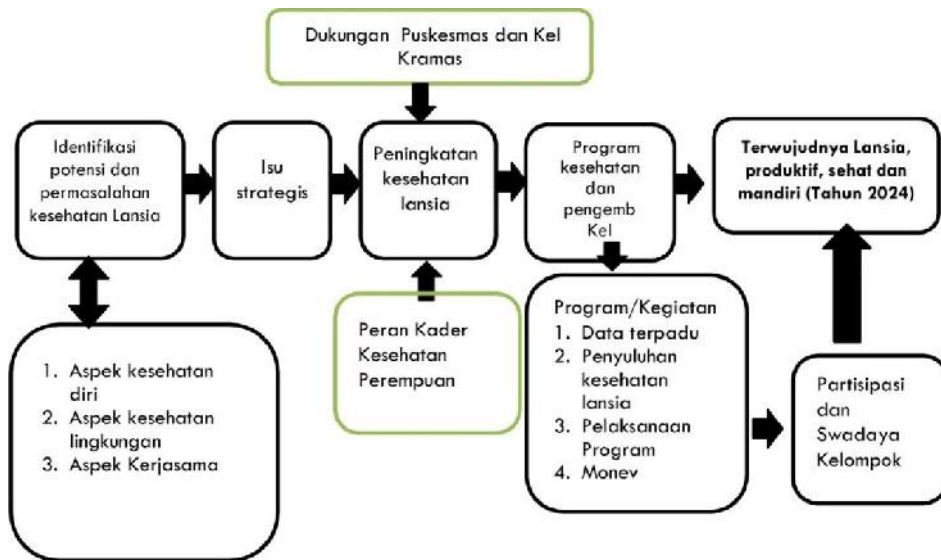 Dukungan Puskesmas dan Kel
Kramas
Identifikasi
potensi dan
permasalahan
kesehatan Lansia
Isu
strategis
Peningkatan
kesehatan
lansia
Program
kesehatan
dan
pengemb
Kel
Terwujudnya Lansia,
produktif, sehat dan
mandiri (Tahun 2024)
1. Aspek kesehatan
diri
2. Aspek kesehatan
lingkungan
3. Aspek Kerjasama
Peran Kader
Kesehatan
Perempuan
Program/Kegiatan
1. Data terpadu
2. Penyuluhan
kesehatan
lansia
3. Pelaksanaan
Program
4. Monev
Partisipasi
dan
Swadaya
Kelompok